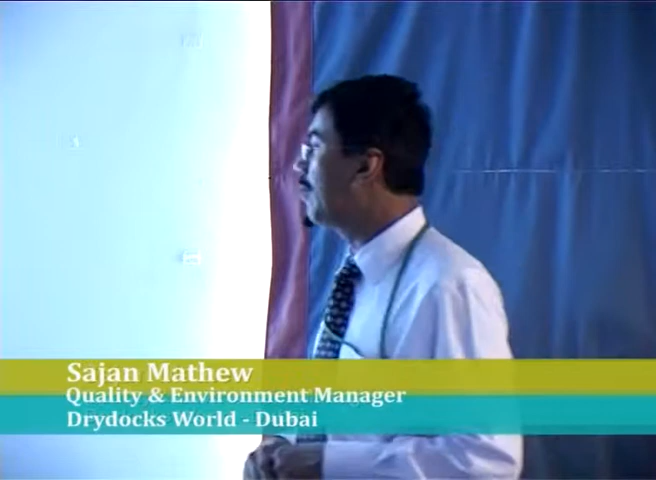 Sajan Mathew
Quality & Environment Manager
Drydocks World - Dubai